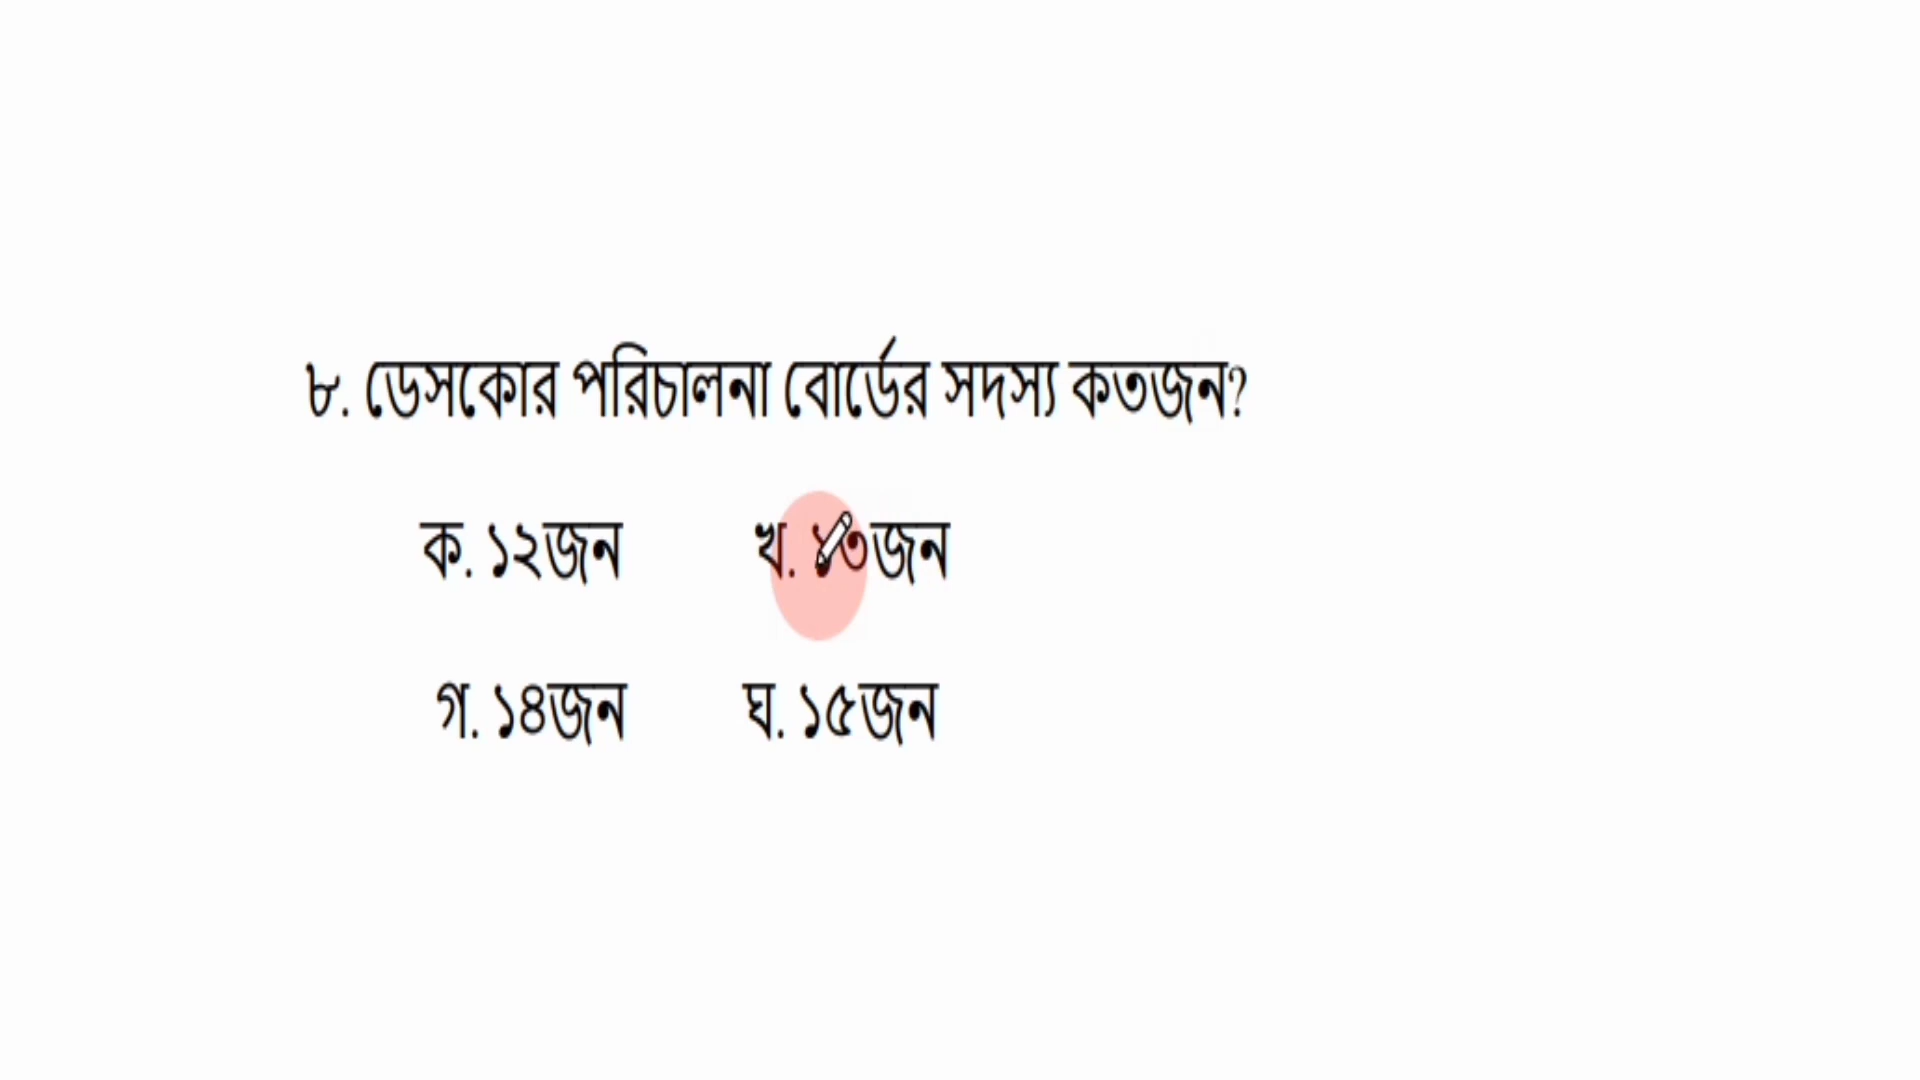 ৮. ডেসকোর পরিচালনা বোর্ডের সদস্য কতজন?
ক. ১২জন খ. ১৩জন
গ. ১৪জন ঘ. ১৫জন